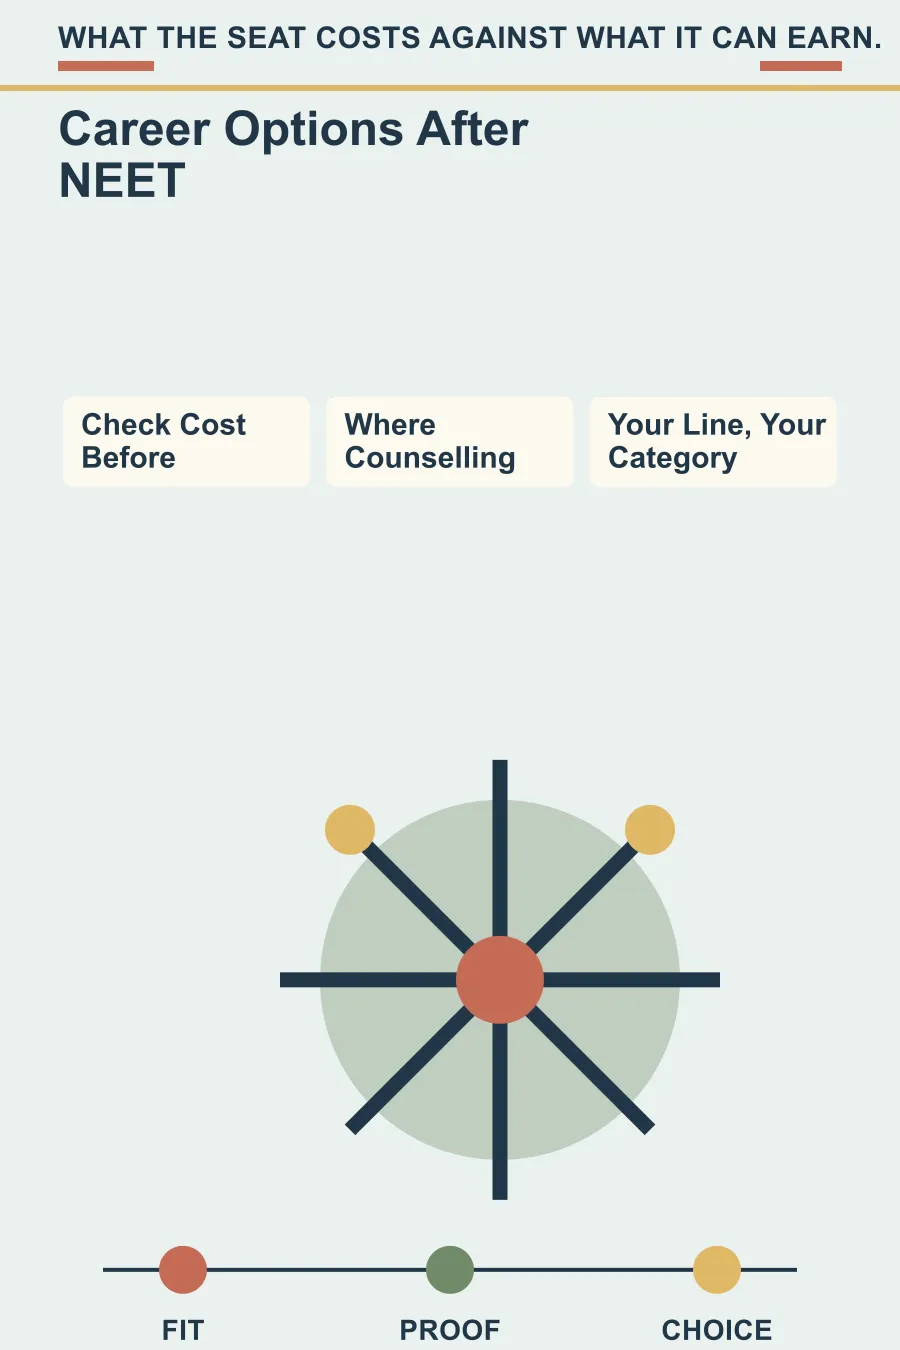 WHAT THE SEAT COSTS AGAINST WHAT IT CAN EARN.
Career Options After
NEET
Check Cost
Before
Where
Counselling
Your Line, Your
Category
FIT
PROOF
CHOICE